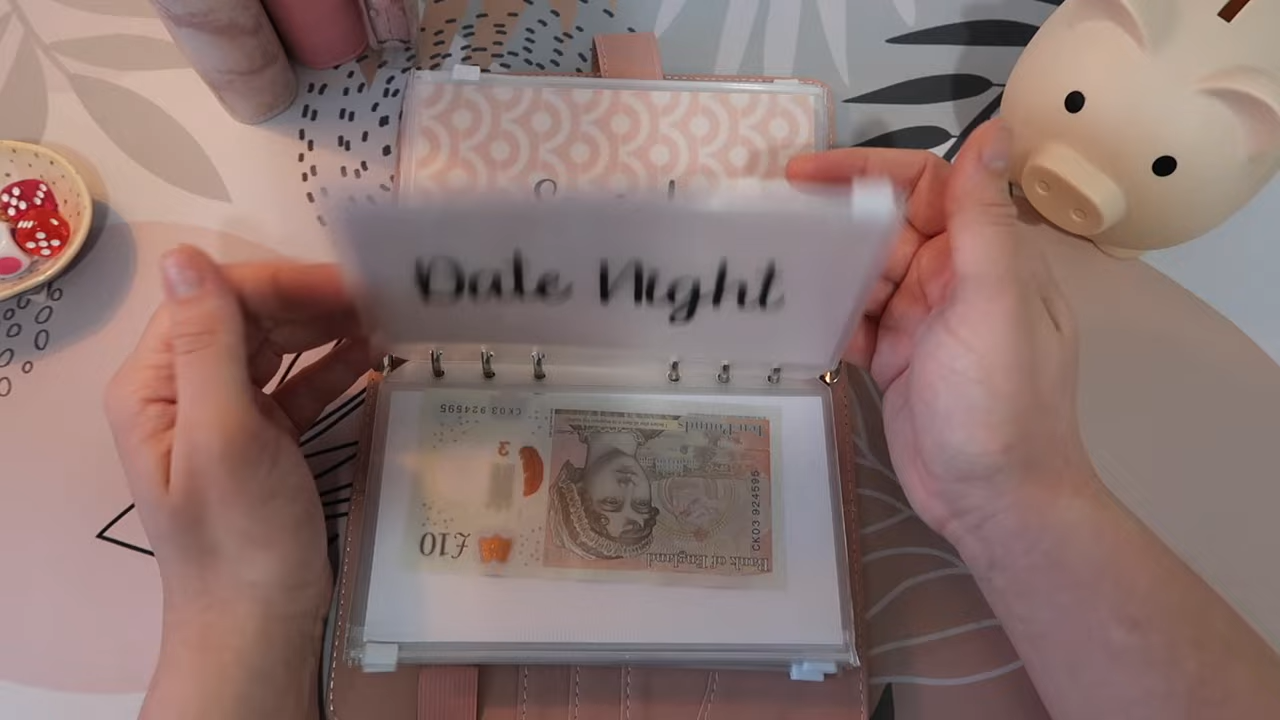 Date Night
CK03 924595
Ten Pounds
CK03 924595
£10
Bank of England